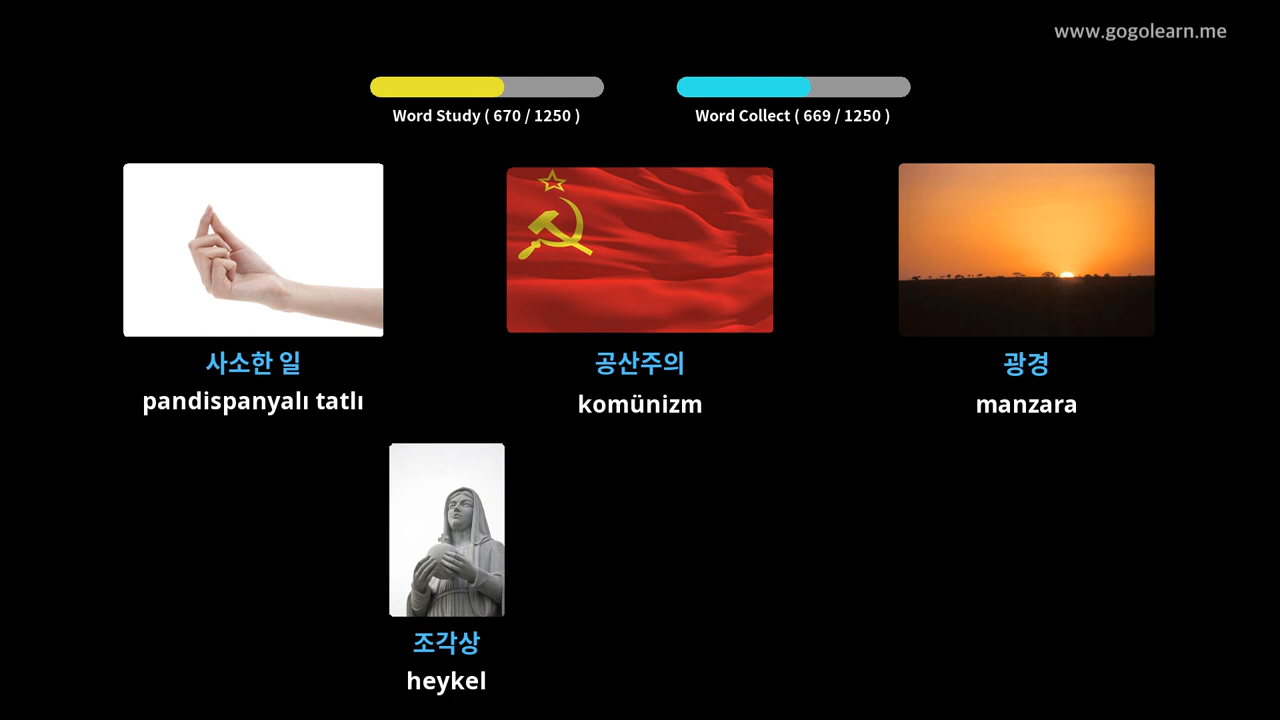 www.gogolearn.me
Word Study ( 670 / 1250 )
Word Collect ( 669 / 1250 )
사소한 일
pandispanyalı tatlı
공산주의
komünizm
광경
manzara
조각상
heykel